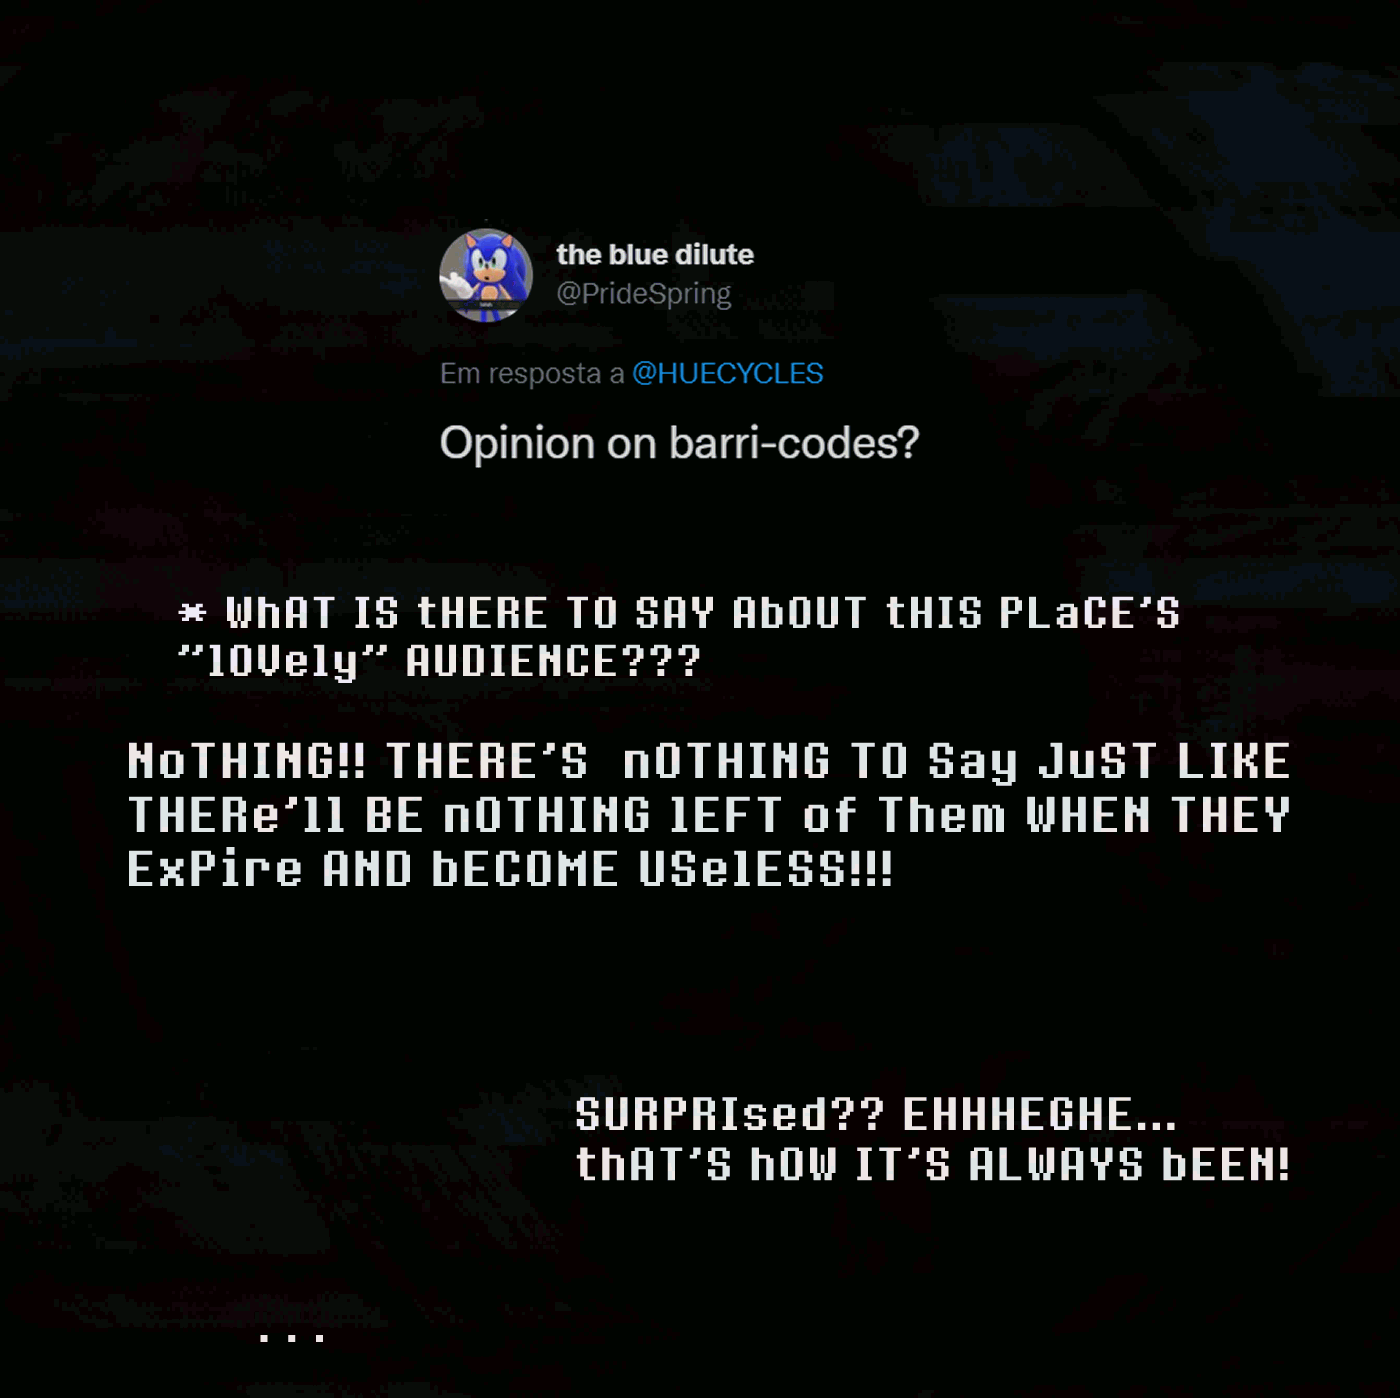 the blue dilute
@PrideSpring
Em resposta a @HUECYCLES
Opinion on barri-codes?
* WhAT IS tHERE TO SAY AbOUT tHIS PLaCE'S
"lOVely" AUDIENCE???
NoTHING!! THERE'S nOTHING TO Say JuST LIKE
THERe'll BE nOTHING lEFT of Them WHEN THEY
ExPire AND bECOME USelESS!!!
SURPRIsed?? EHHHEGHE...
thAT'S hOW IT'S ALWAYS bEEN!
...